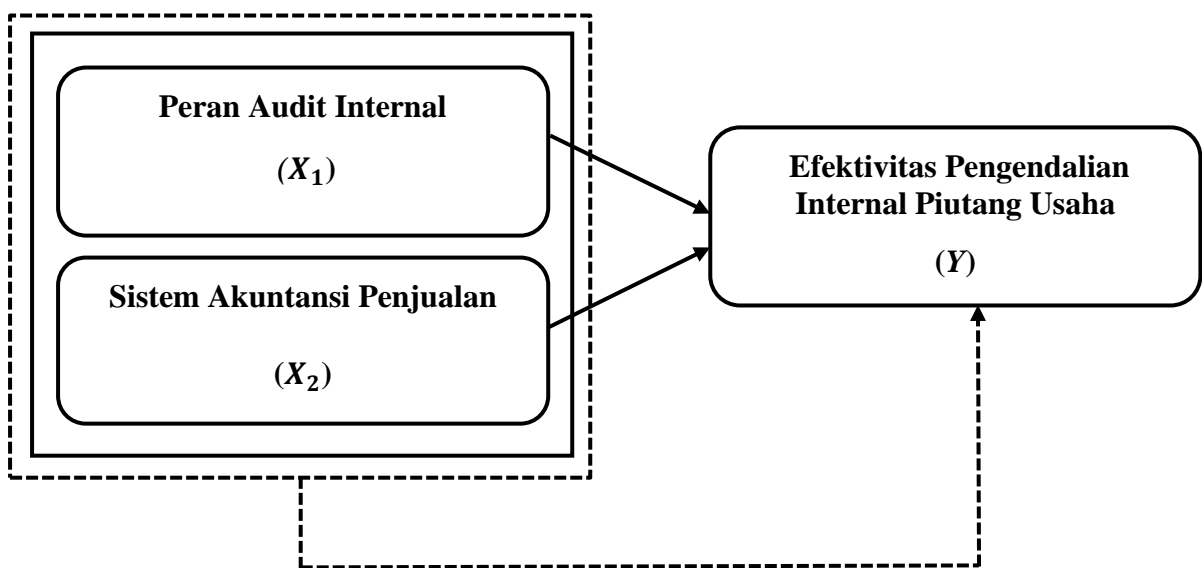 Peran Audit Internal
(X₁)
Sistem Akuntansi Penjualan
(X₂)
Efektivitas Pengendalian
Internal Piutang Usaha
(Y)